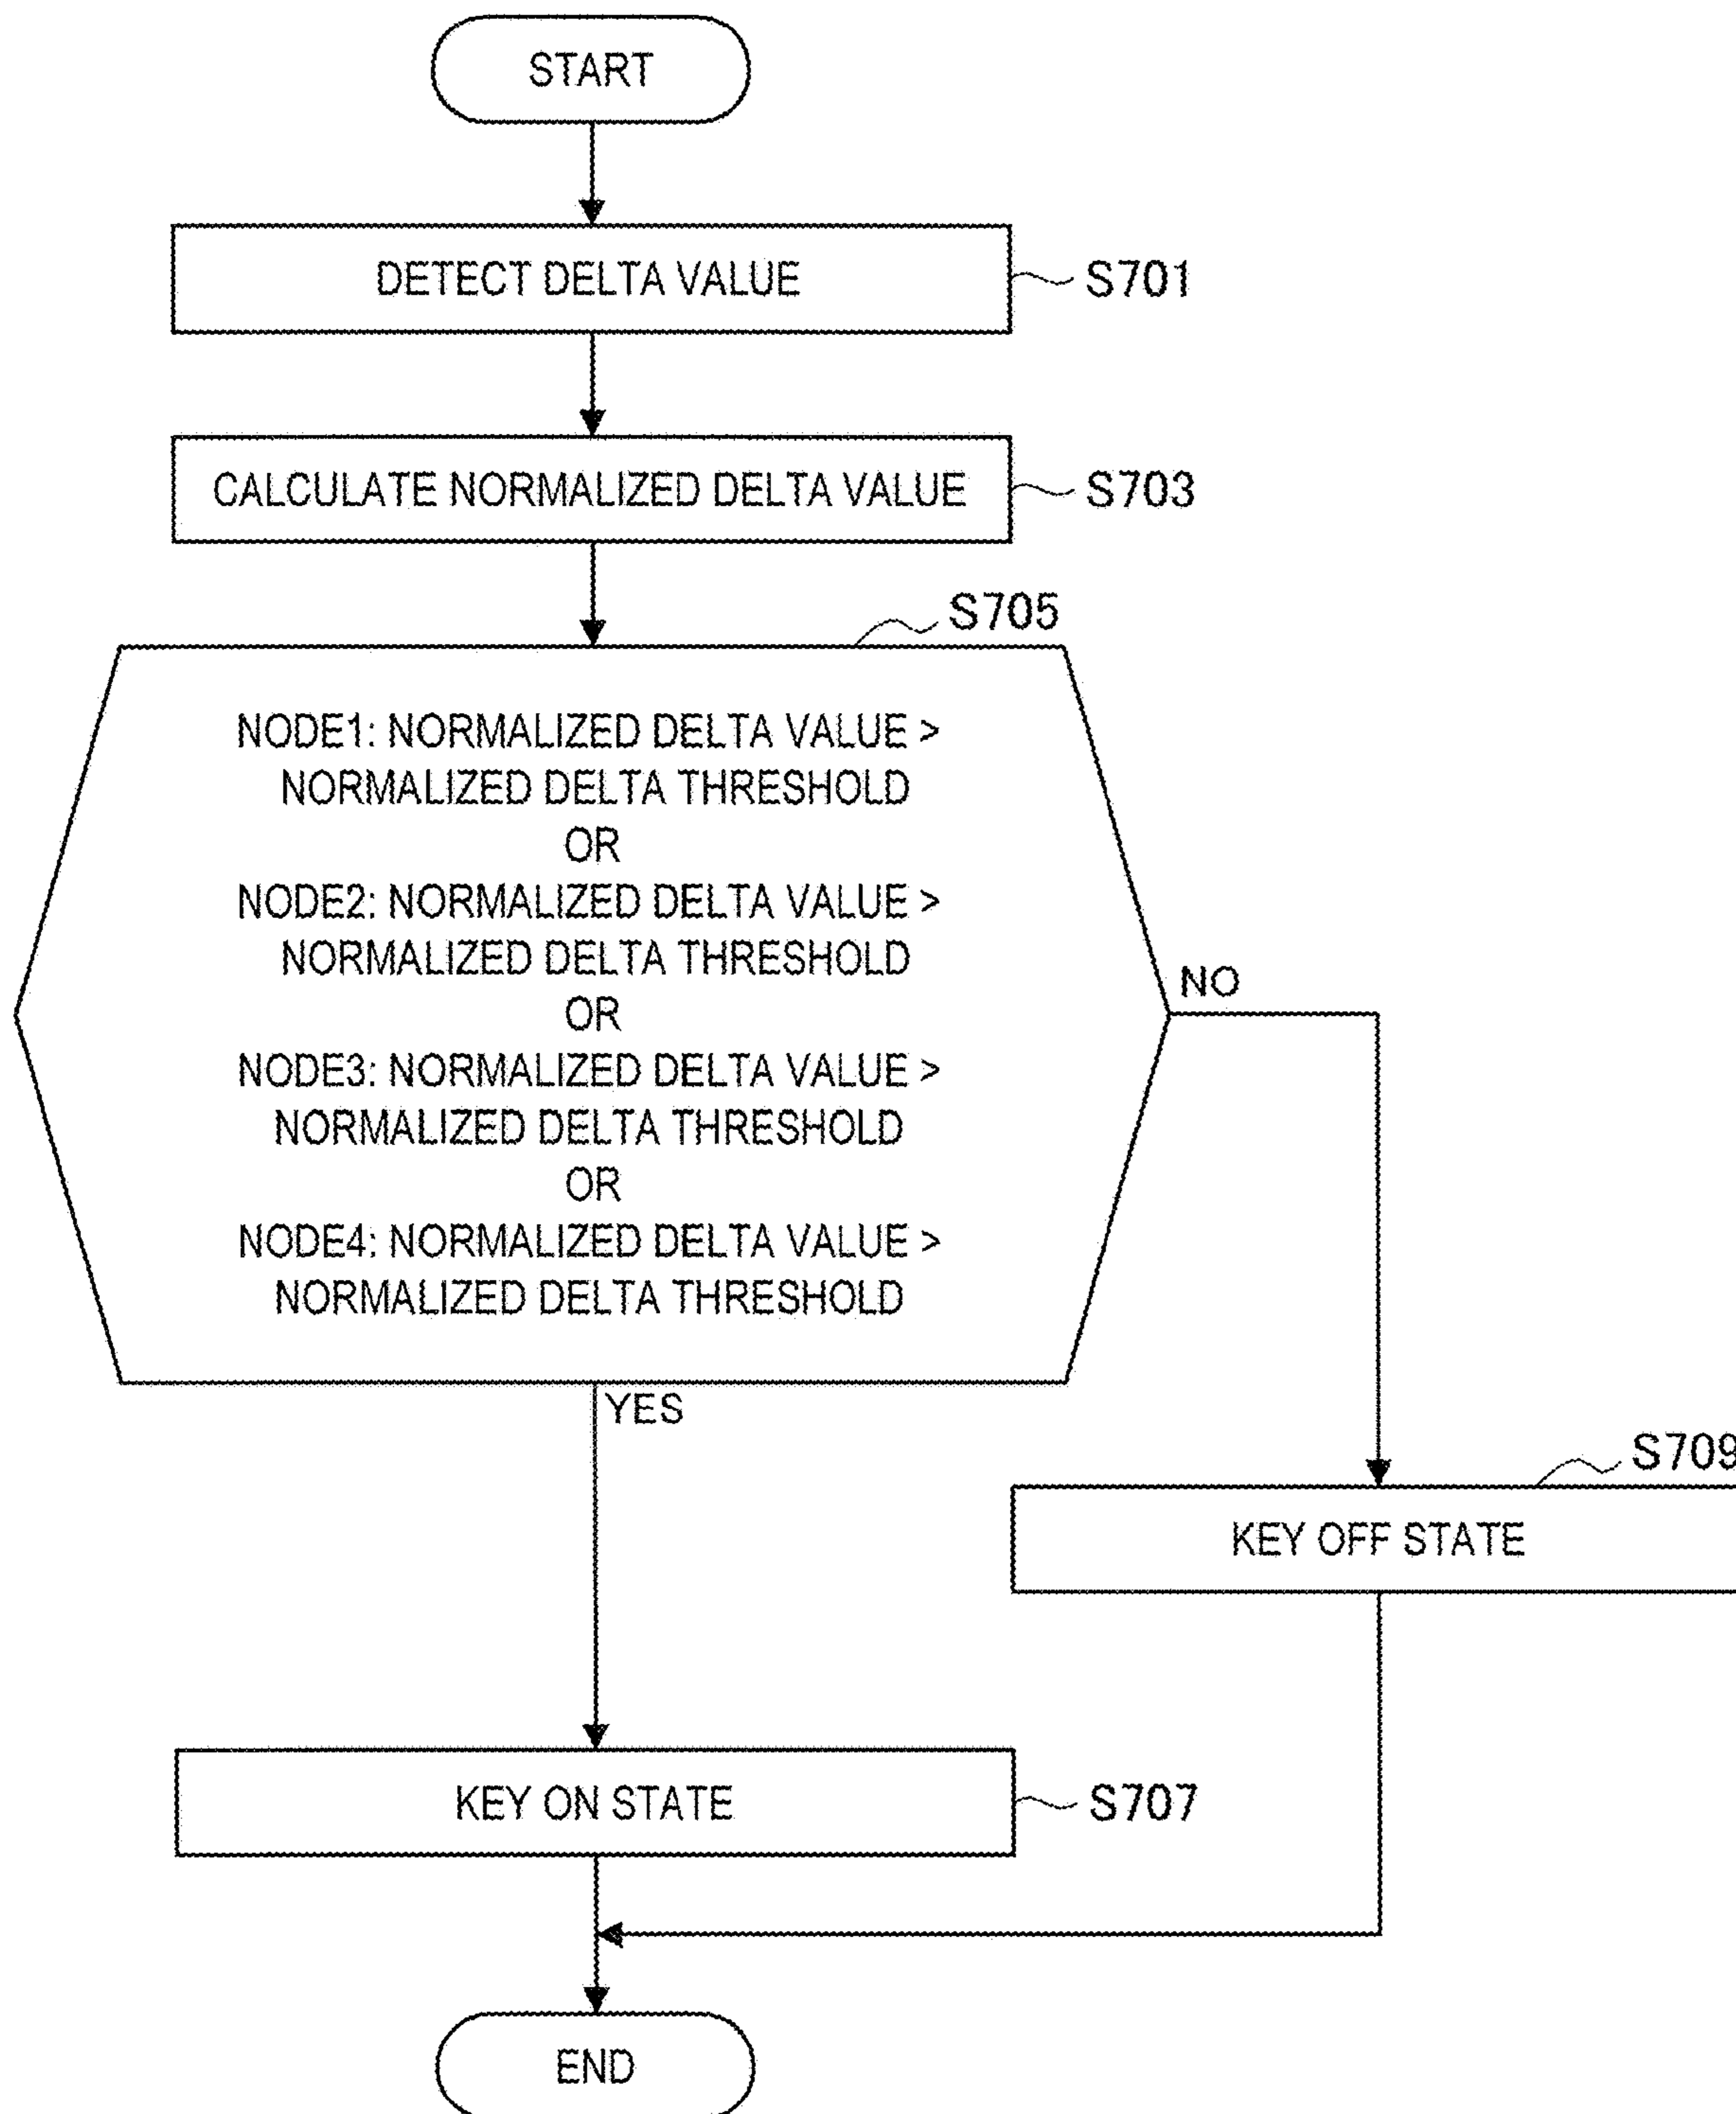 START
DETECT DELTA VALUE
S701
CALCULATE NORMALIZED DELTA VALUE
S703
S705
NODE1: NORMALIZED DELTA VALUE >
NORMALIZED DELTA THRESHOLD
OR
NODE2: NORMALIZED DELTA VALUE >
NORMALIZED DELTA THRESHOLD
OR
NODE3: NORMALIZED DELTA VALUE >
NORMALIZED DELTA THRESHOLD
OR
NODE4: NORMALIZED DELTA VALUE >
NORMALIZED DELTA THRESHOLD
NO
YES
S709
KEY OFF STATE
KEY ON STATE
S707
END